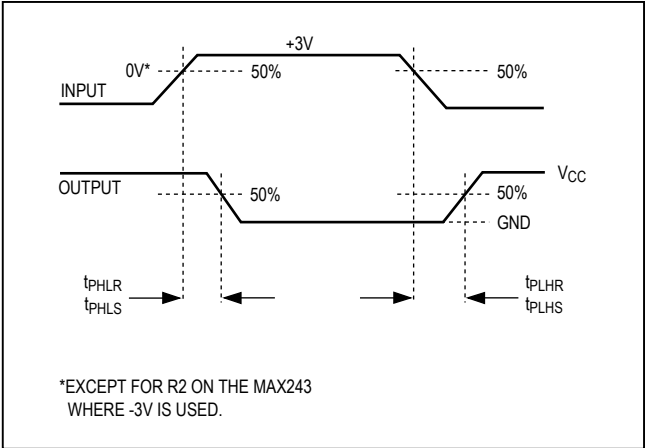 +3V
0V* 50% 50%
INPUT
VCC
OUTPUT 50% 50%
GND
tPHLR tPLHR
tPHLS tPLHS
*EXCEPT FOR R2 ON THE MAX243
WHERE -3V IS USED.